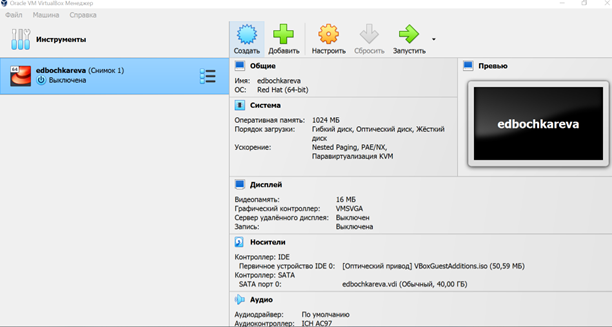 Oracle VM VirtualBox Менеджер
Файл Машина Справка
Инструменты
Создать Добавить Настроить Сбросить Запустить
64
edbochkareva (Снимок 1)
Выключена
Общие
Имя: edbochkareva
ОС: Red Hat (64-bit)
Система
Оперативная память: 1024 МБ
Порядок загрузки: Гибкий диск, Оптический диск, Жёсткий
диск
Ускорение: Nested Paging, PAE/NX,
Паравиртуализация KVM
Превью
edbochkareva
Дисплей
Видеопамять: 16 МБ
Графический контроллер: VMSVGA
Сервер удалённого дисплея: Выключен
Запись: Выключена
Носители
Контроллер: IDE
Первичное устройство IDE 0: [Оптический привод] VBoxGuestAdditions.iso (50,59 МБ)
Контроллер: SATA
SATA порт 0: edbochkareva.vdi (Обычный, 40,00 ГБ)
Аудио
Аудиодрайвер: По умолчанию
Аудиоконтроллер: ICH AC97